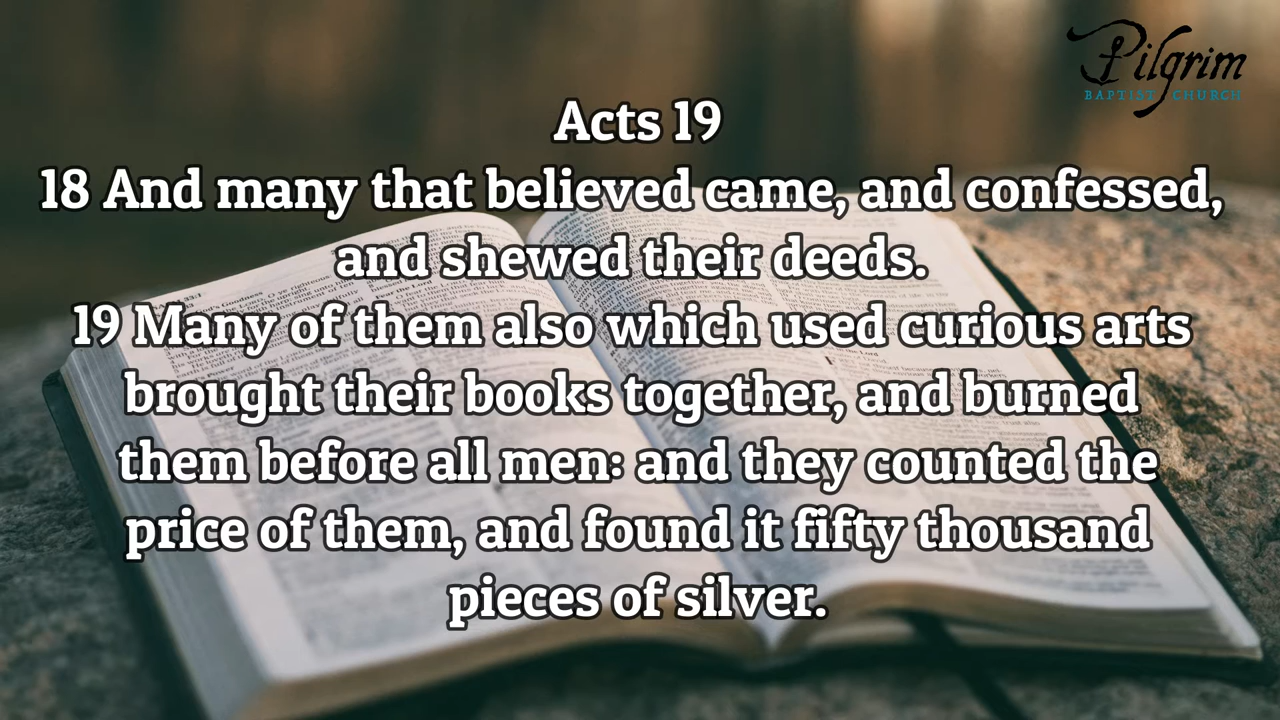 Pilgrim
BAPTIST CHURCH
Acts 19
18 And many that believed came, and confessed,
and shewed their deeds.
19 Many of them also which used curious arts
brought their books together, and burned
them before all men: and they counted the
price of them, and found it fifty thousand
pieces of silver.